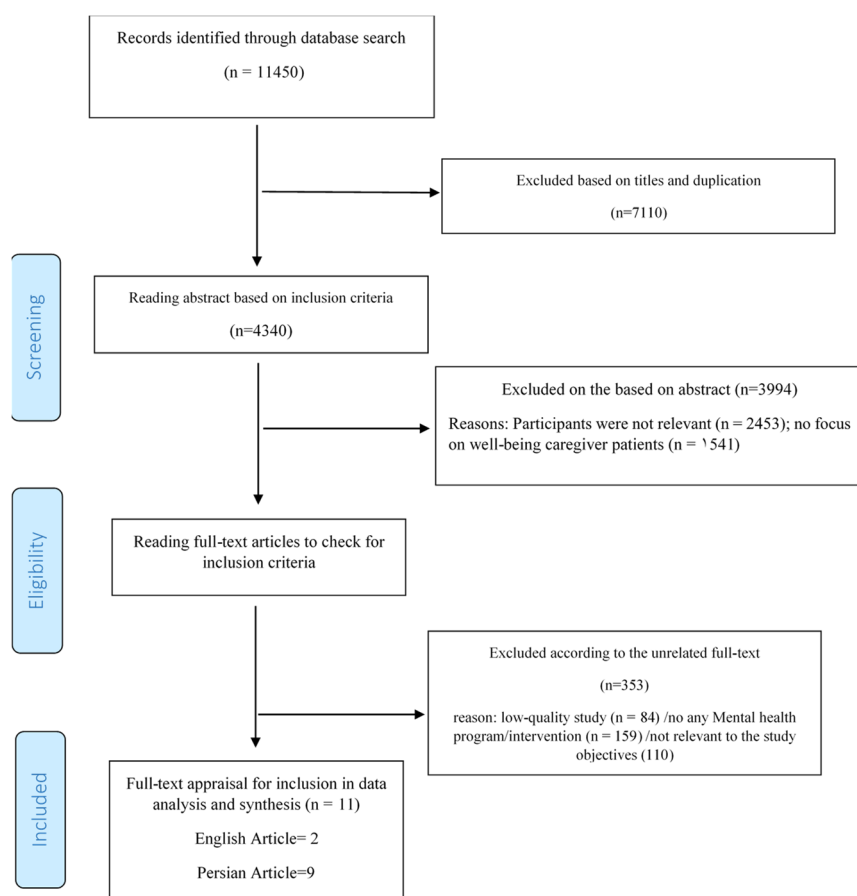 Records identified through database search
(n = 11450)
Excluded based on titles and duplication
(n=7110)
Screening
Reading abstract based on inclusion criteria
(n=4340)
Excluded on the based on abstract (n=3994)
Reasons: Participants were not relevant (n = 2453); no focus
on well-being caregiver patients (n = ١541)
Eligibility
Reading full-text articles to check for
inclusion criteria
Excluded according to the unrelated full-text
(n=353)
reason: low-quality study (n = 84) /no any Mental health
program/intervention (n = 159) /not relevant to the study
objectives (110)
Included
Full-text appraisal for inclusion in data
analysis and synthesis (n = 11)
English Article= 2
Persian Article=9